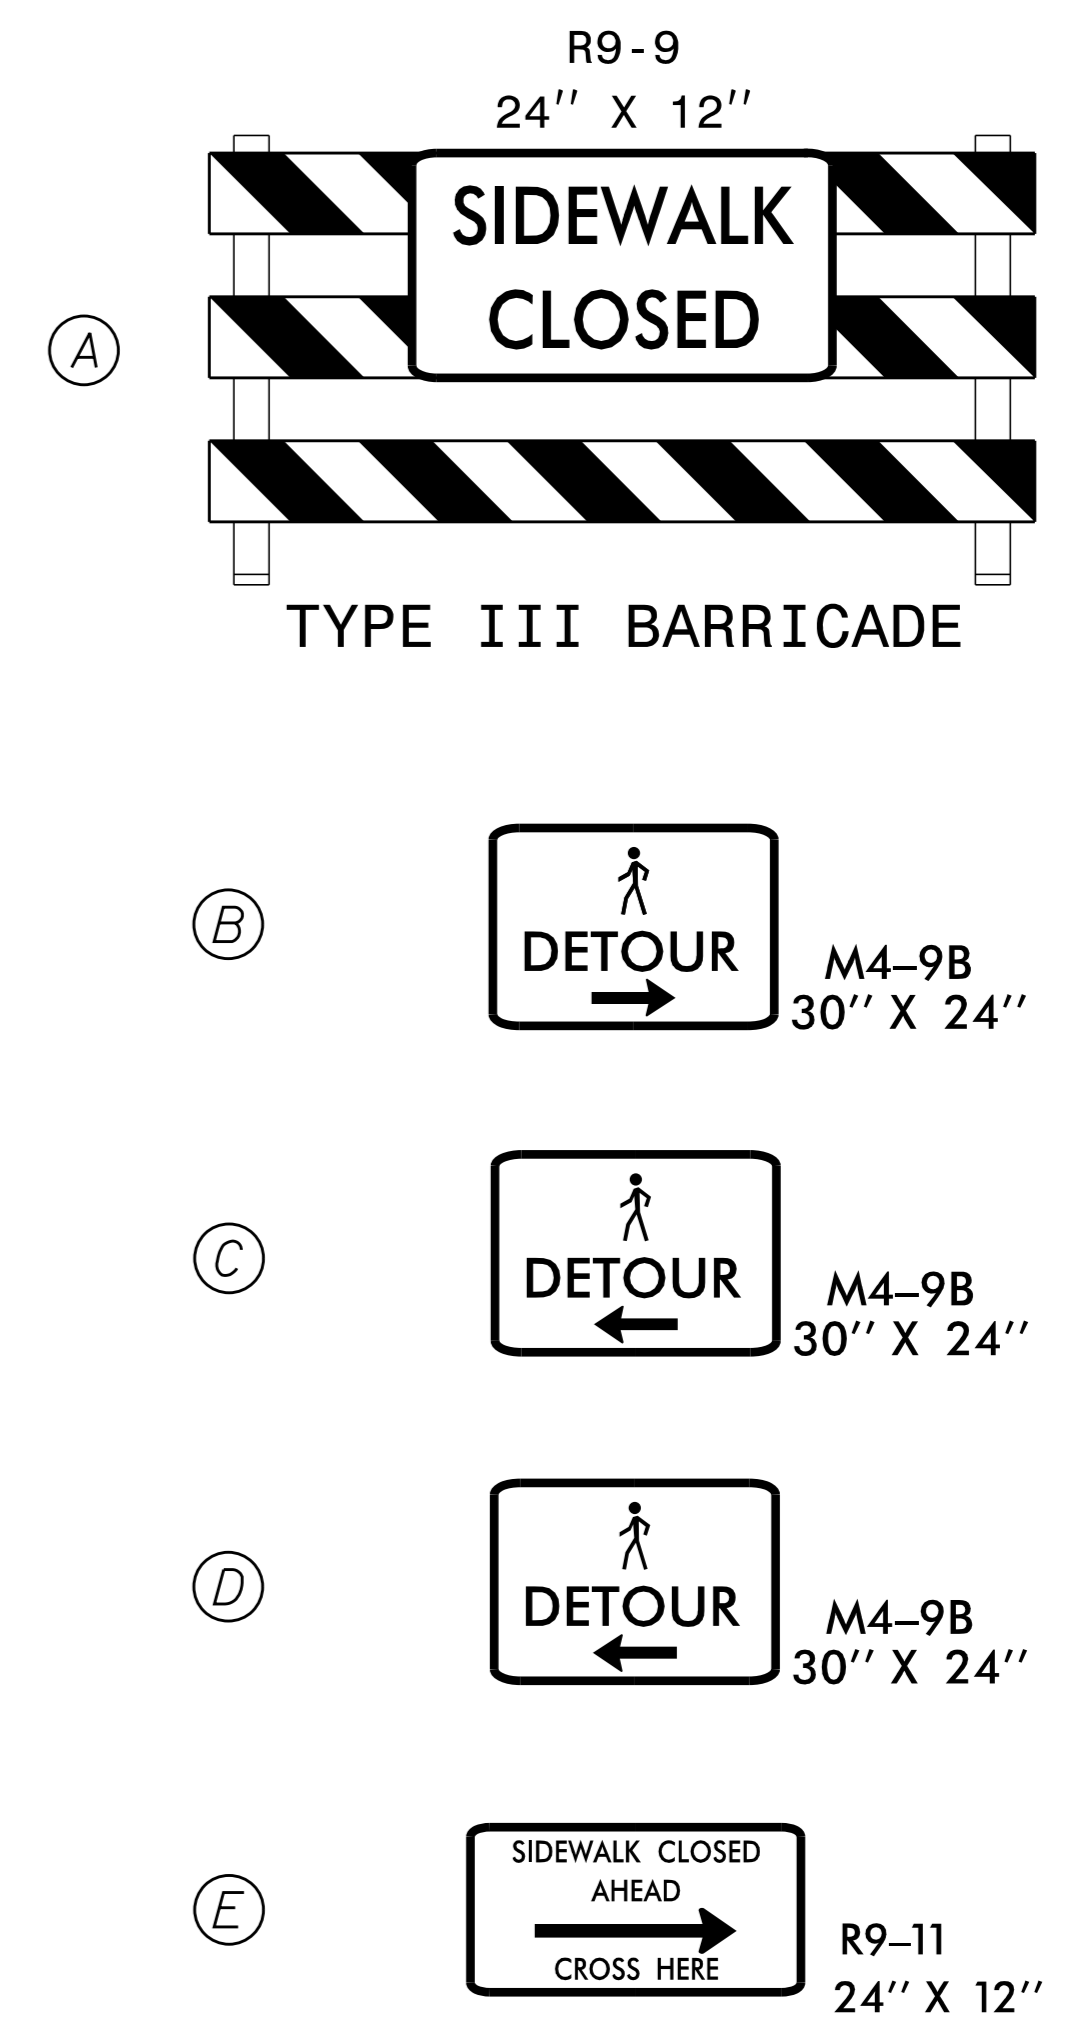 R9-9
24" X 12"
SIDEWALK
CLOSED
A
TYPE III BARRICADE
B
DETOUR
M4-9B
30" X 24"
C
DETOUR
M4-9B
30" X 24"
D
DETOUR
M4-9B
30" X 24"
E
SIDEWALK CLOSED
AHEAD
CROSS HERE
R9-11
24" X 12"